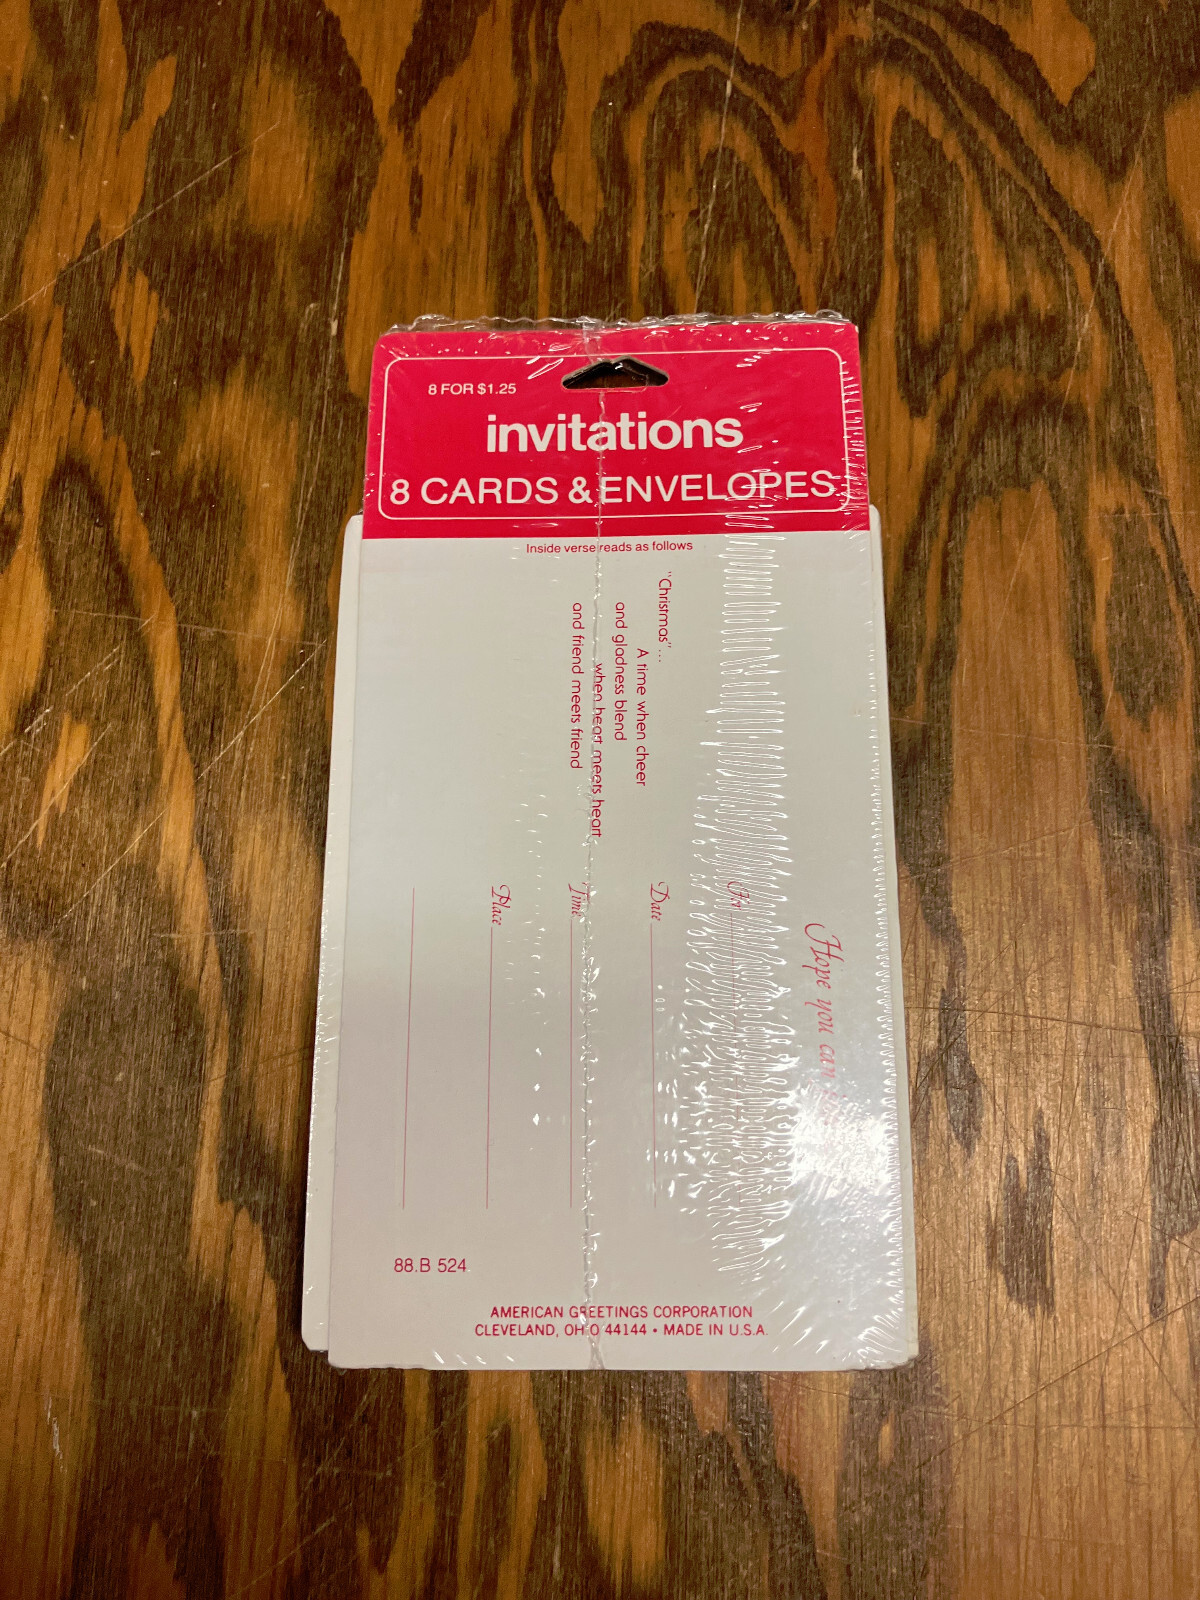 8 FOR $1.25
invitations
8 CARDS & ENVELOPES
Inside verse reads as follows
"Christmas"...
A time when cheer
and gladness blend
when heart meets heart
and friend meets friend
Hope you can
For
Date
Time
Place
88.B 524
AMERICAN GREETINGS CORPORATION
CLEVELAND, OHIO 44144 • MADE IN U.S.A.